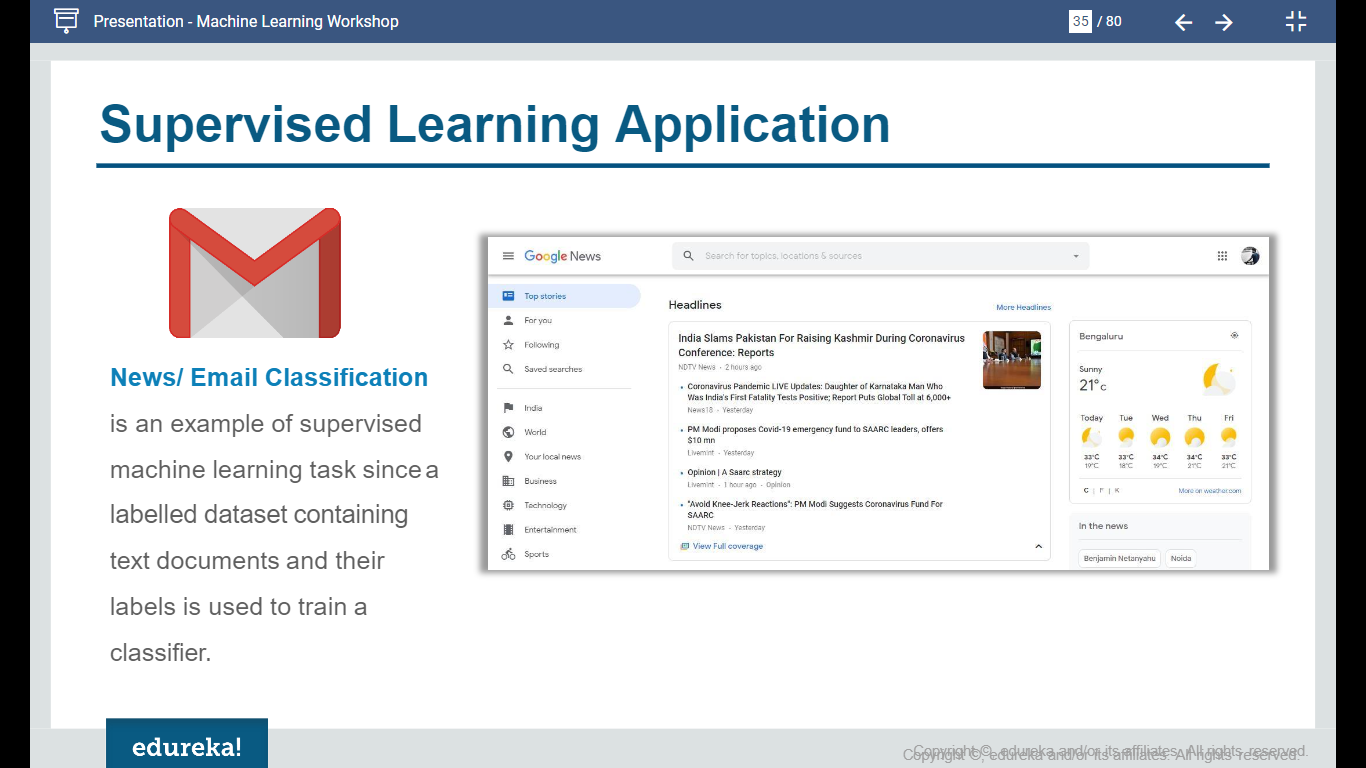 Presentation - Machine Learning Workshop
35 / 80
Supervised Learning Application
News/ Email Classification
is an example of supervised
machine learning task since a
labelled dataset containing
text documents and their
labels is used to train a
classifier.
Google News
Search for topics, locations & sources
Top stories
For you
Following
Saved searches
India
World
Your local news
Business
Technology
Entertainment
Sports
Headlines
More Headlines
India Slams Pakistan For Raising Kashmir During Coronavirus
Conference: Reports
NDTV News • 2 hours ago
• Coronavirus Pandemic LIVE Updates: Daughter of Karnataka Man Who
Was India's First Fatality Tests Positive; Report Puts Global Toll at 6,000+
News18 • Yesterday
• PM Modi proposes Covid-19 emergency fund to SAARC leaders, offers
$10 mn
Livemint • Yesterday
• Opinion | A Saarc strategy
Livemint • 1 hour ago • Opinion
• "Avoid Knee-Jerk Reactions": PM Modi Suggests Coronavirus Fund For
SAARC
NDTV News • Yesterday
View Full coverage
Bengaluru
Sunny
21°C
Today Tue Wed Thu Fri
33°C 33°C 34°C 34°C 33°C
19°C 18°C 19°C 21°C 21°C
C | F | K
More on weather.com
In the news
Benjamin Netanyahu
Noida
edureka!
Copyright ©, edureka and/or its affiliates. All rights reserved.
Copyright ©, edureka and/or its affiliates. All rights reserved.